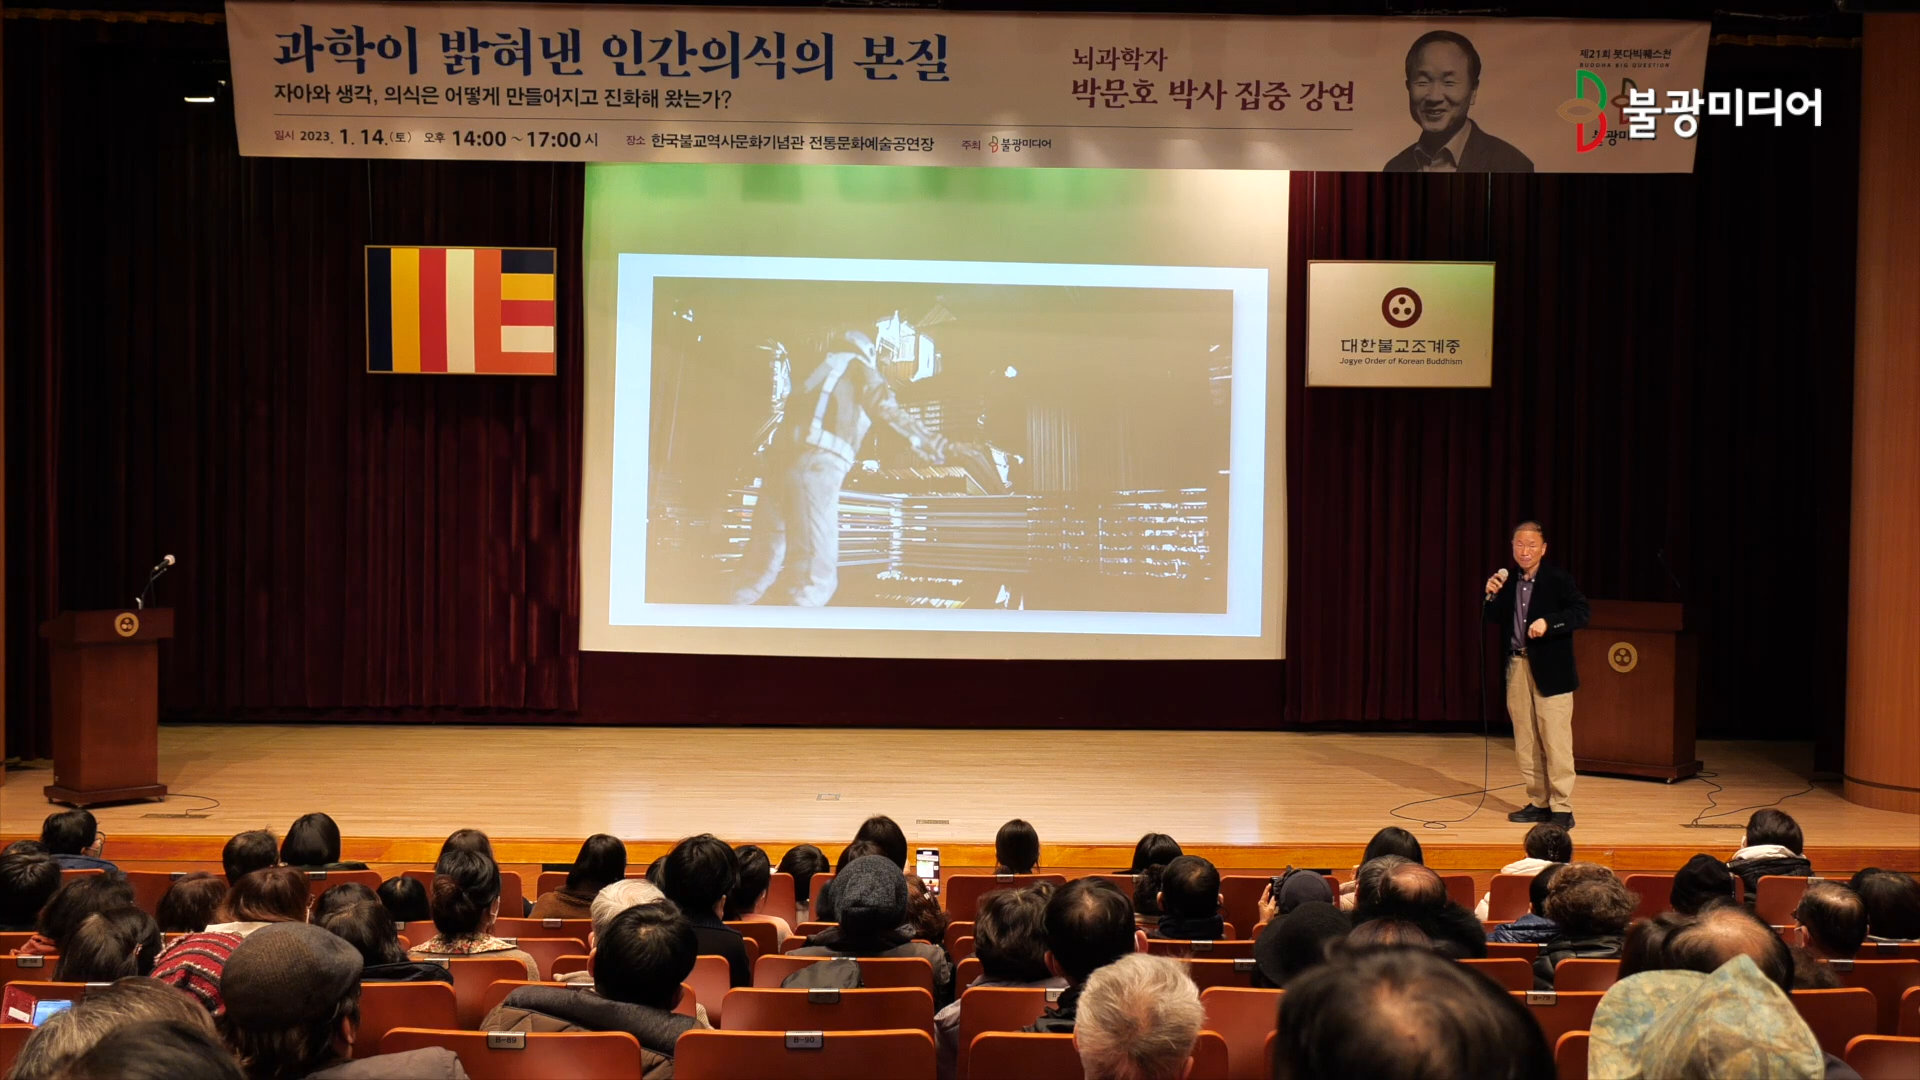 과학이 밝혀낸 인간의식의 본질
자아와 생각, 의식은 어떻게 만들어지고 진화해 왔는가?
일시 2023. 1. 14.(토) 오후 14:00 ~ 17:00 시 장소 한국불교역사문화기념관 전통문화예술공연장 주최 불광미디어
뇌과학자
박문호 박사 집중 강연
제21회 붓다빅퀘스천
BUDDHA BIG QUESTION
불광미디어
대한불교조계종
Jogye Order of Korean Buddhism
B-89
B-90
B-79